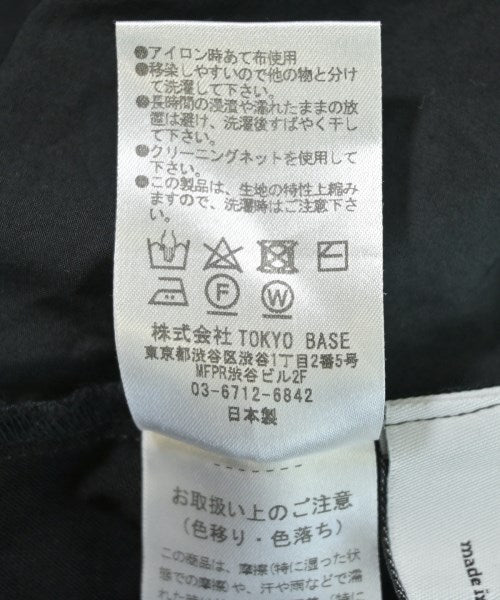 ●アイロン時あて布使用
●移染しやすいので他の物と分け
て洗濯して下さい。
●長時間の浸漬や濡れたままの放
置は避け、洗濯後すばやく干し
て下さい。
●クリーニングネットを使用して
下さい。
●この製品は、生地の特性上縮み
ますので、洗濯時はご注意下さ
い。
F W
株式会社 TOKYO BASE
東京都渋谷区渋谷1丁目2番5号
MFPR渋谷ビル2F
03-6712-6842
日本製
お取扱い上のご注意
(色移り・色落ち)
この商品は、摩擦(特に湿った状
態での摩擦)や、汗や雨などで濡
made in